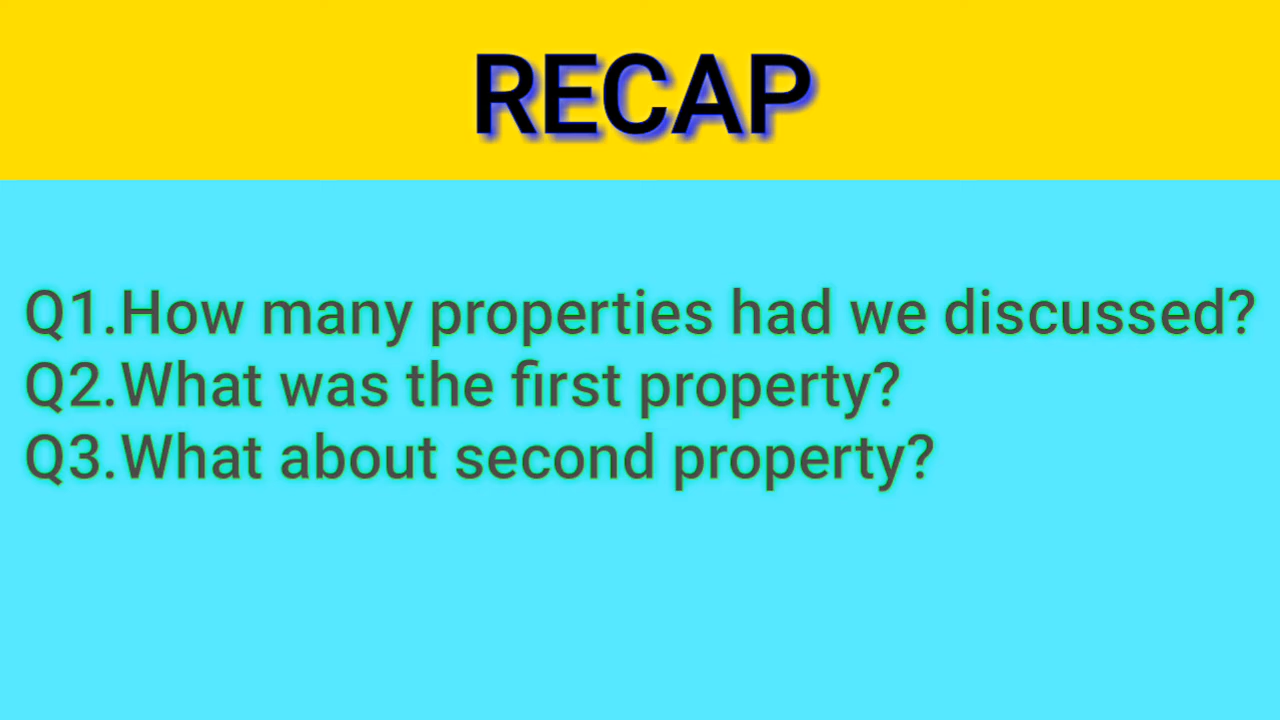 RECAP
Q1.How many properties had we discussed?
Q2.What was the first property?
Q3.What about second property?